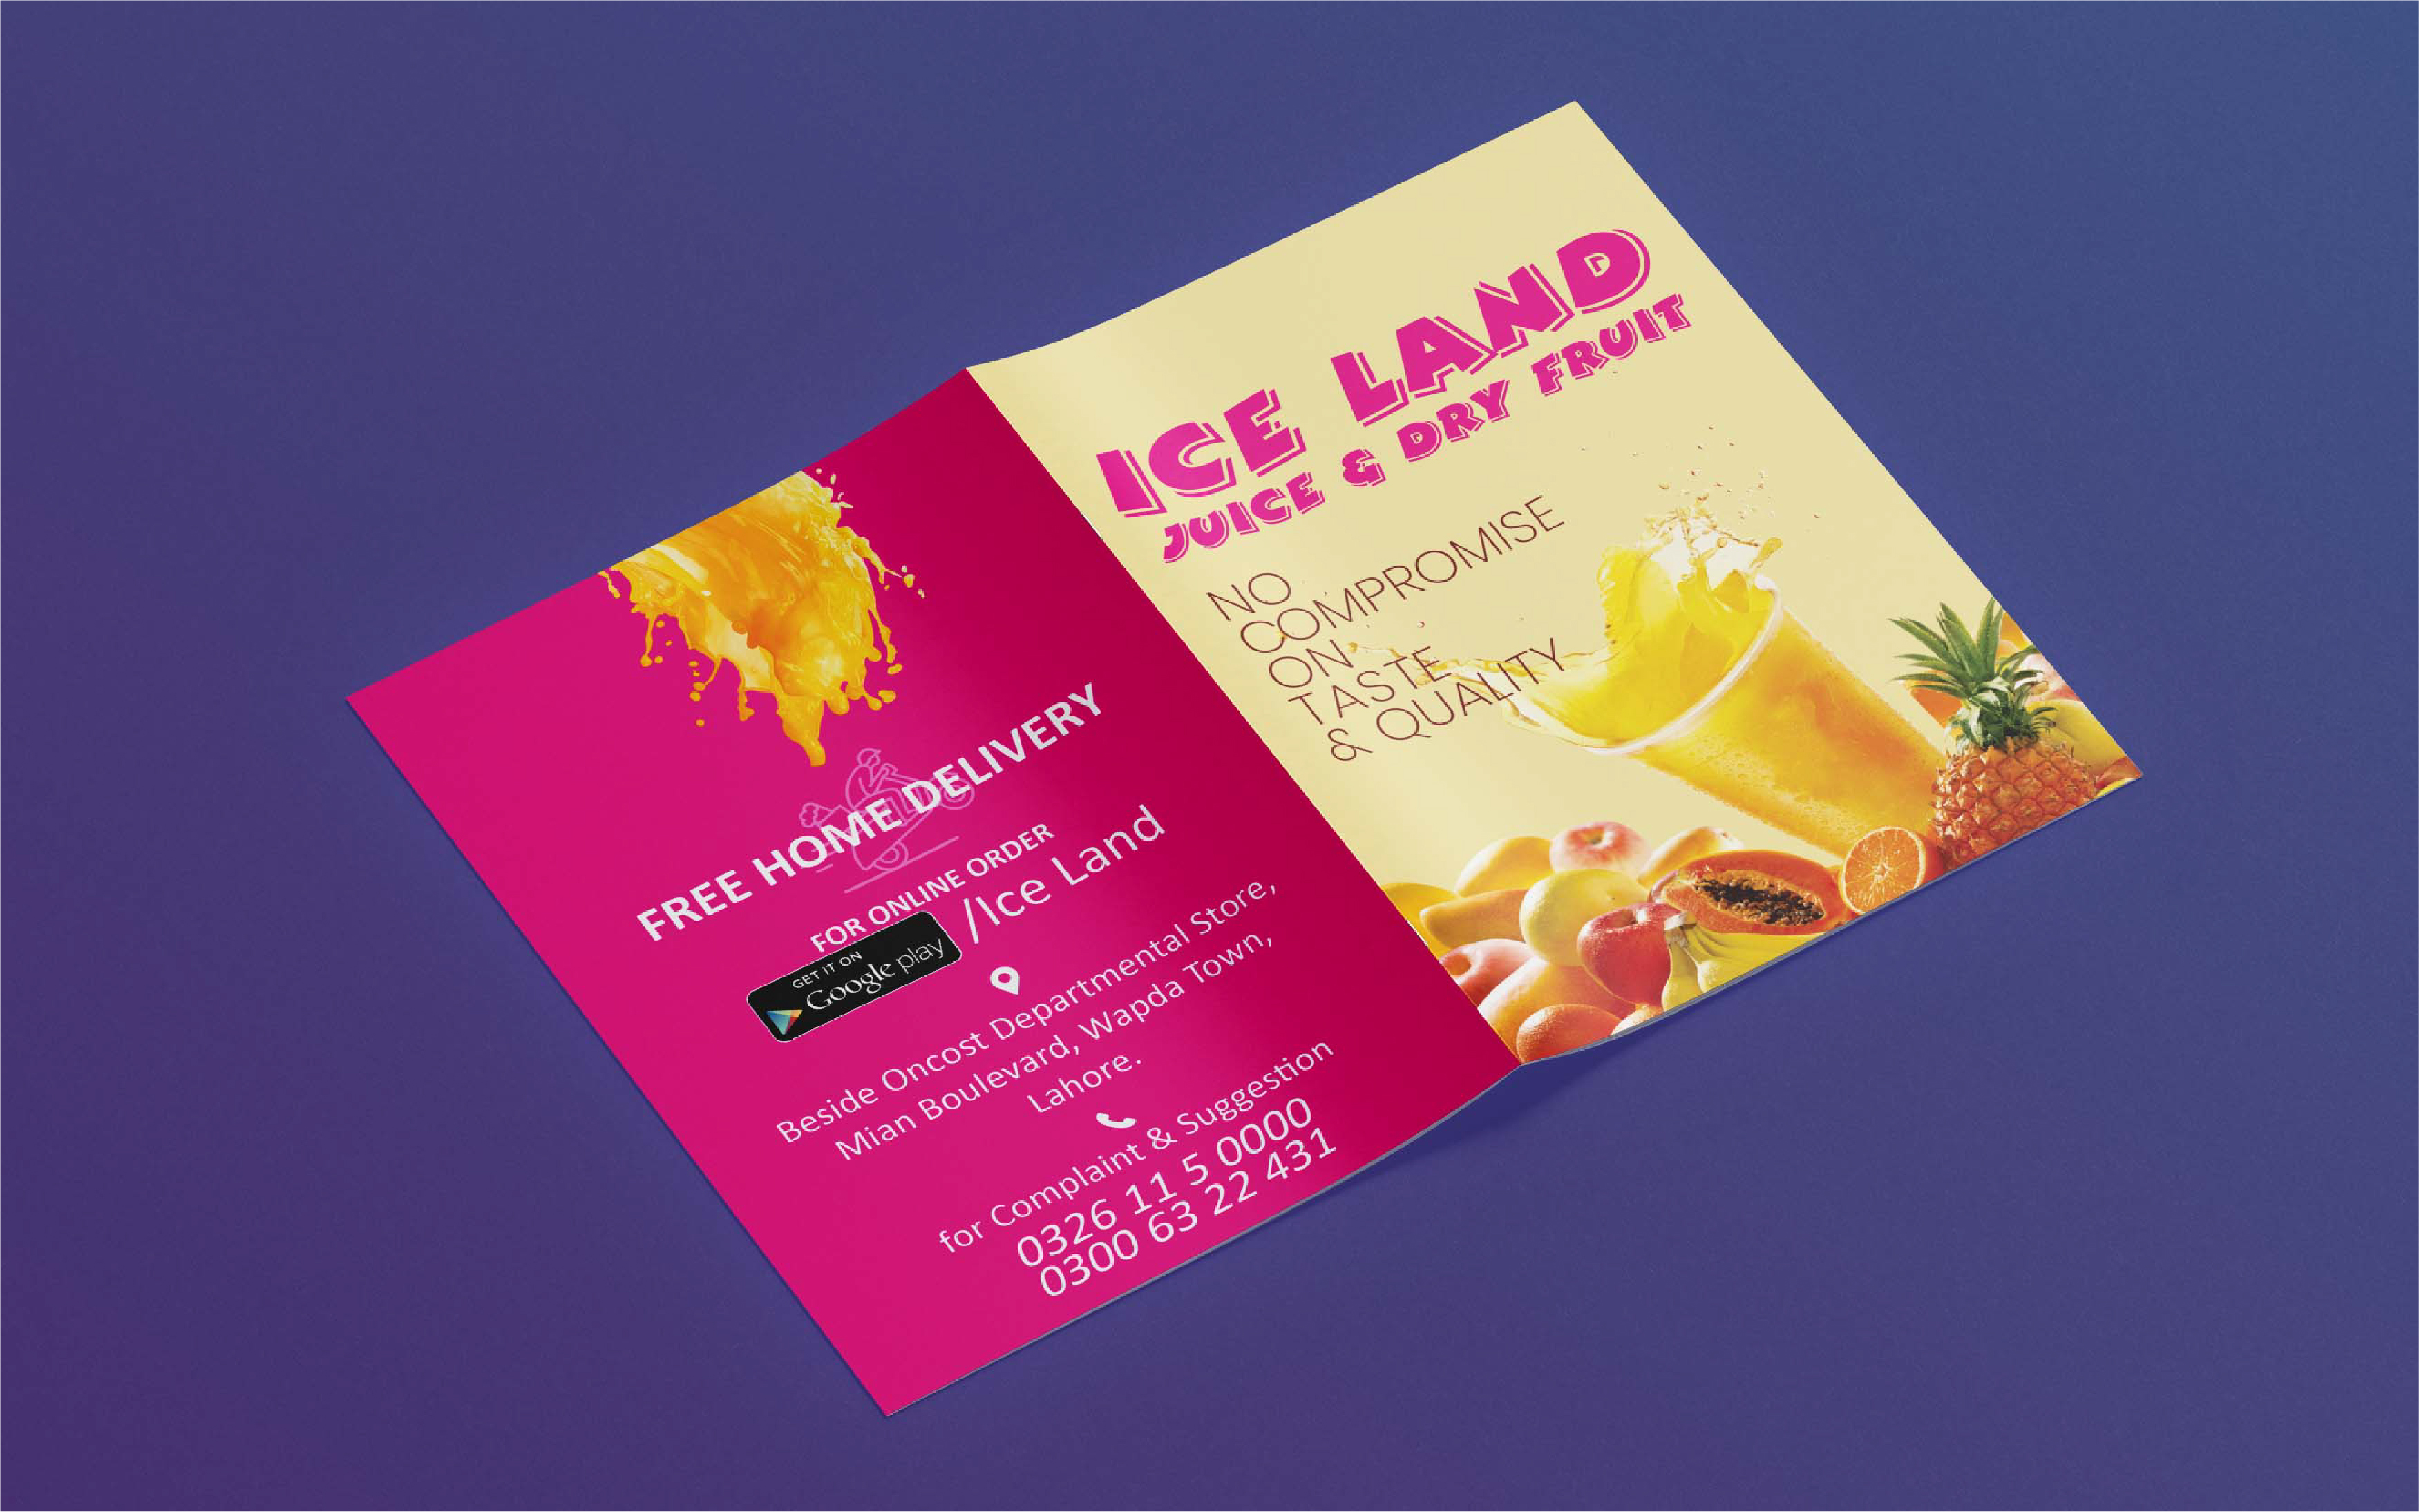 ICE LAND
JUICE & DRY FRUIT
NO
COMPROMISE
ON
TASTE
& QUALITY
FREE HOME DELIVERY
FOR ONLINE ORDER
GET IT ON
Google play
/Ice Land
Beside Oncost Departmental Store,
Mian Boulevard, Wapda Town,
Lahore.
for Complaint & Suggestion
0326 11 5 0000
0300 63 22 431